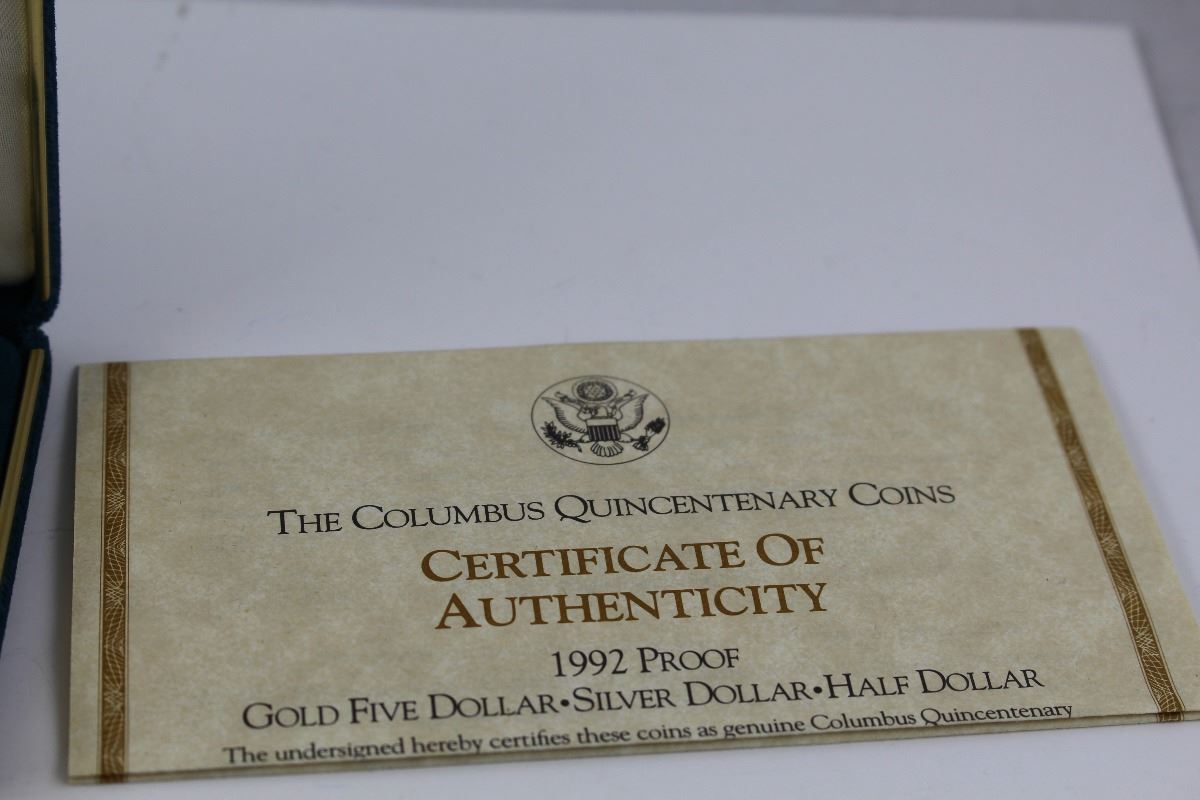 THE COLUMBUS QUINCENTENARY COINS
CERTIFICATE OF
AUTHENTICITY
1992 PROOF
GOLD FIVE DOLLAR•SILVER DOLLAR•HALF DOLLAR
The undersigned hereby certifies these coins as genuine Columbus Quincentenary